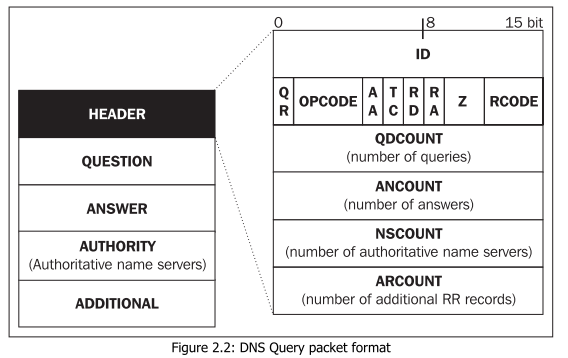 0 8 15 bit
ID
QR OPCODE AA TC RD RA Z RCODE
HEADER
QDCOUNT
(number of queries)
QUESTION
ANCOUNT
(number of answers)
ANSWER
NSCOUNT
(number of authoritative name servers)
AUTHORITY
(Authoritative name servers)
ARCOUNT
(number of additional RR records)
ADDITIONAL
Figure 2.2: DNS Query packet format